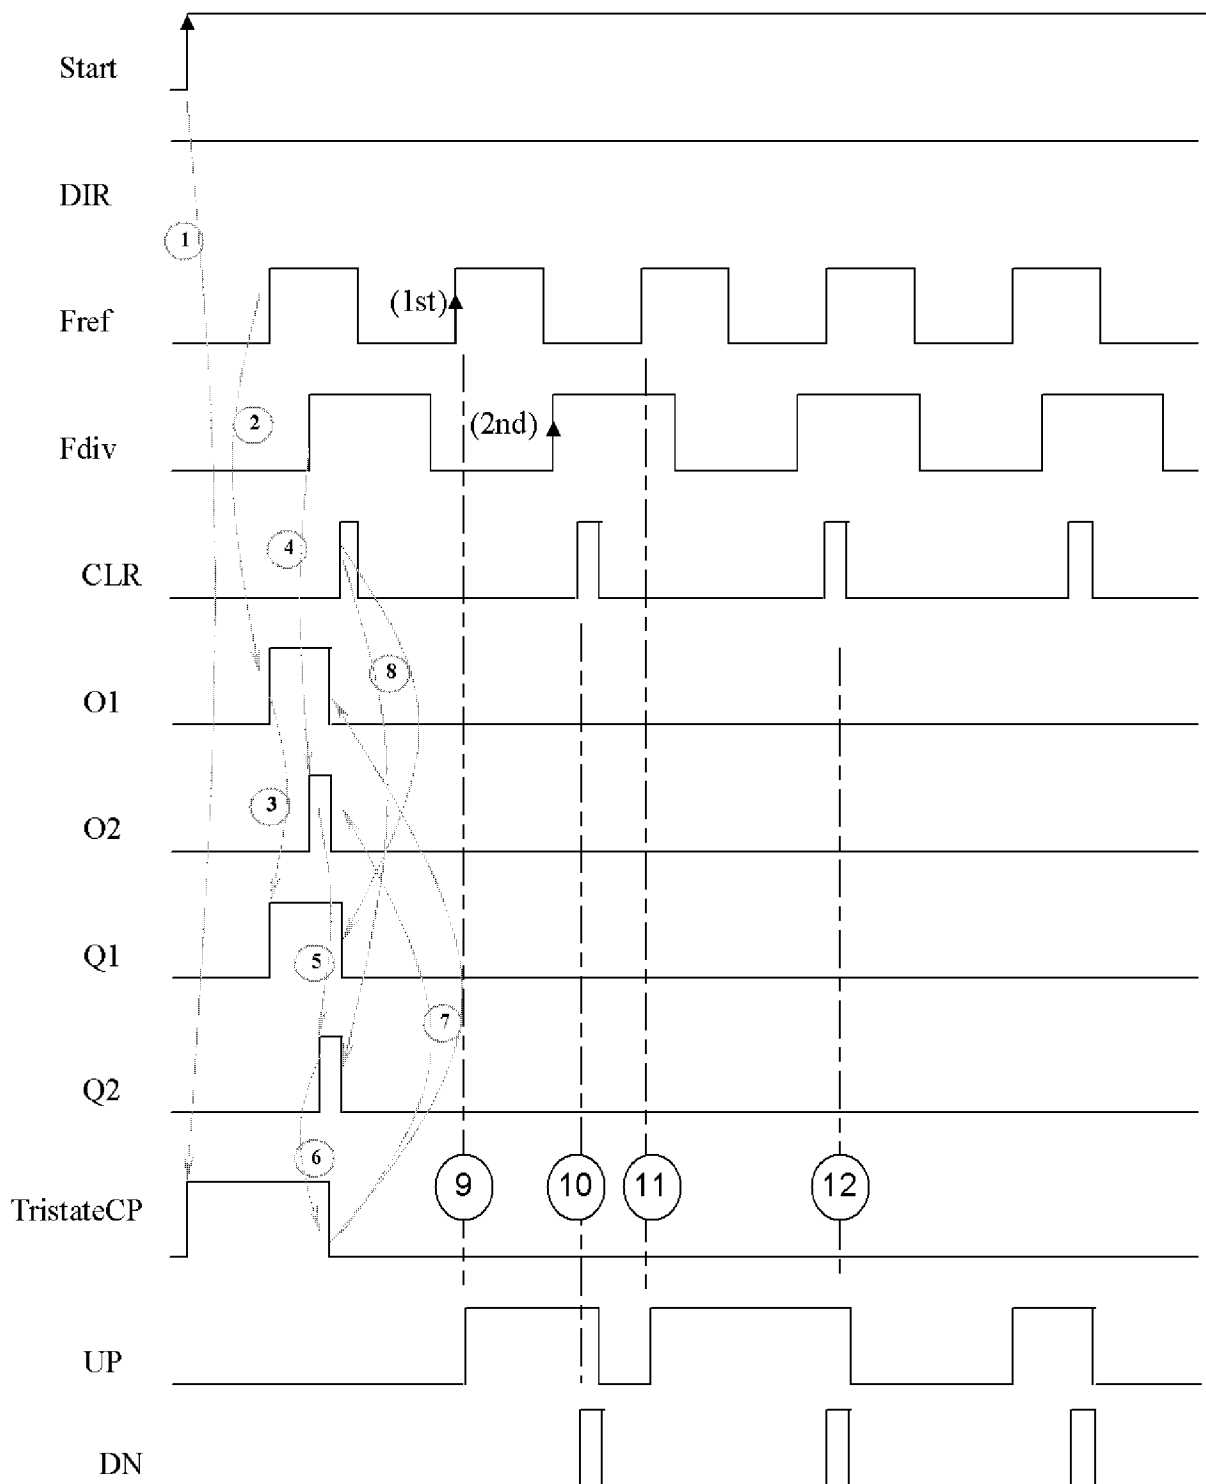 Start
DIR
1
(1st)
Fref
2
(2nd)
Fdiv
4
CLR
8
O1
3
O2
5
Q1
7
Q2
6
9 10 11 12
TristateCP
UP
DN